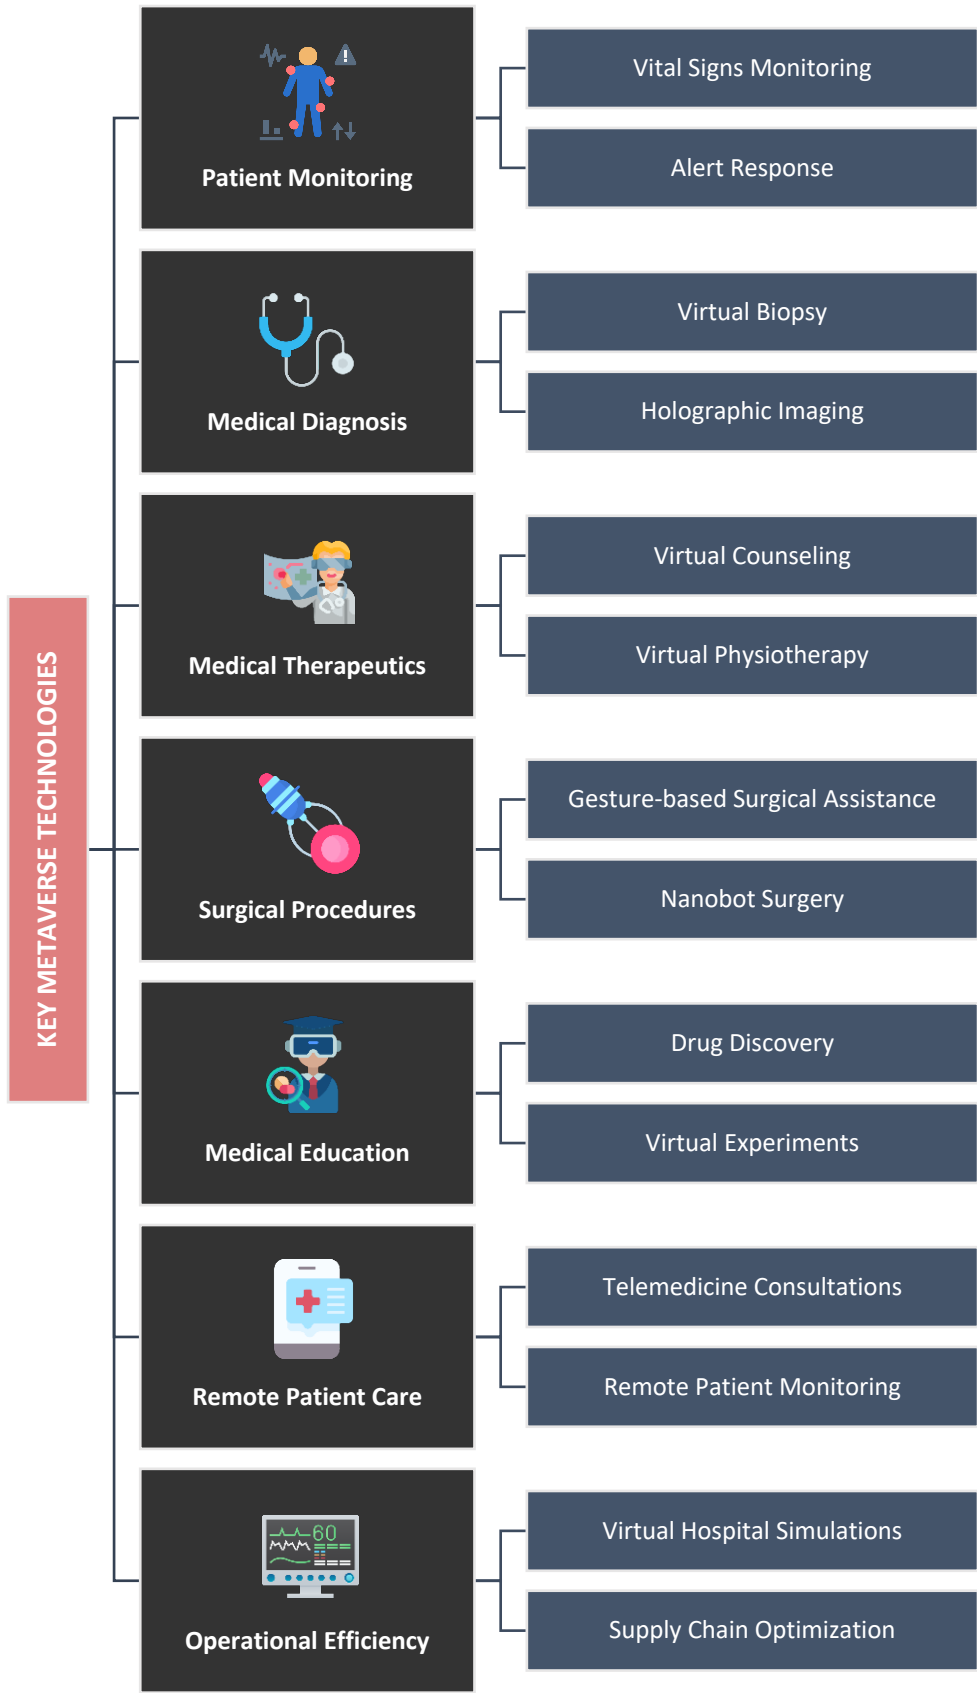 KEY METAVERSE TECHNOLOGIES
Patient Monitoring
Vital Signs Monitoring
Alert Response
Medical Diagnosis
Virtual Biopsy
Holographic Imaging
Medical Therapeutics
Virtual Counseling
Virtual Physiotherapy
Surgical Procedures
Gesture-based Surgical Assistance
Nanobot Surgery
Medical Education
Drug Discovery
Virtual Experiments
Remote Patient Care
Telemedicine Consultations
Remote Patient Monitoring
60
Operational Efficiency
Virtual Hospital Simulations
Supply Chain Optimization